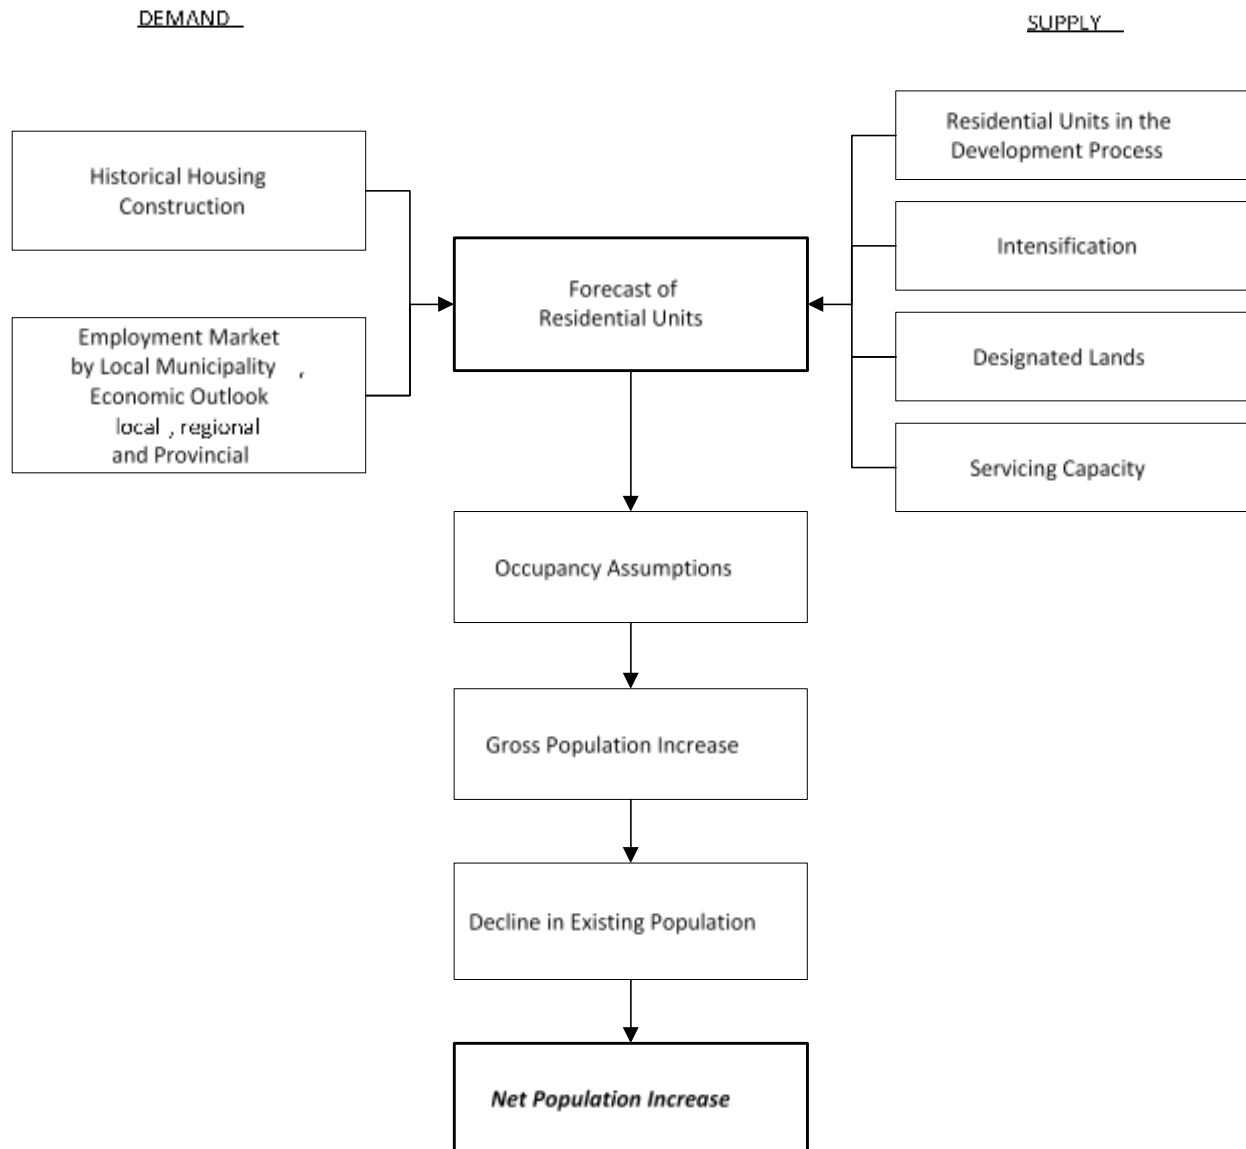 DEMAND
SUPPLY
Historical Housing
Construction
Employment Market
by Local Municipality ,
Economic Outlook
local , regional
and Provincial
Forecast of
Residential Units
Residential Units in the
Development Process
Intensification
Designated Lands
Servicing Capacity
Occupancy Assumptions
Gross Population Increase
Decline in Existing Population
Net Population Increase